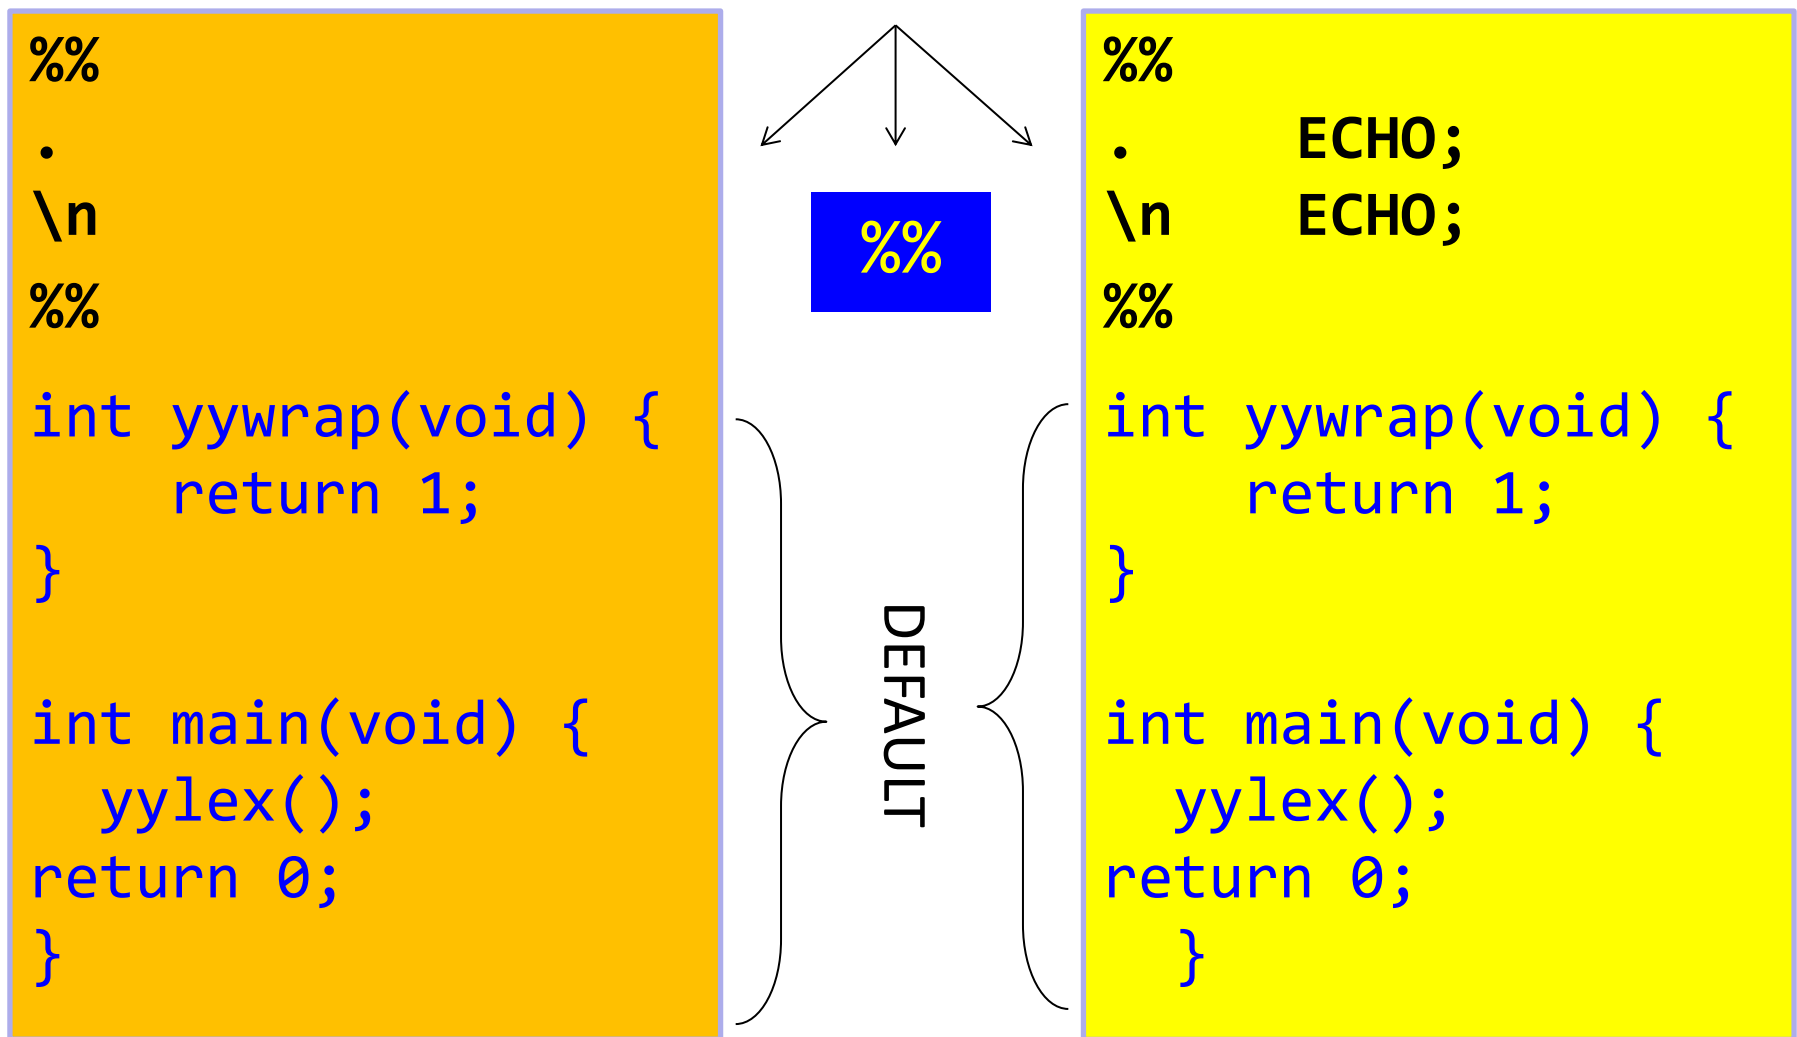 %%
.
\n
%%
int yywrap(void) {
    return 1;
}
int main(void) {
  yylex();
return 0;
}
%%
DEFAULT
%%
.    ECHO;
\n    ECHO;
%%
int yywrap(void) {
    return 1;
}
int main(void) {
  yylex();
return 0;
  }